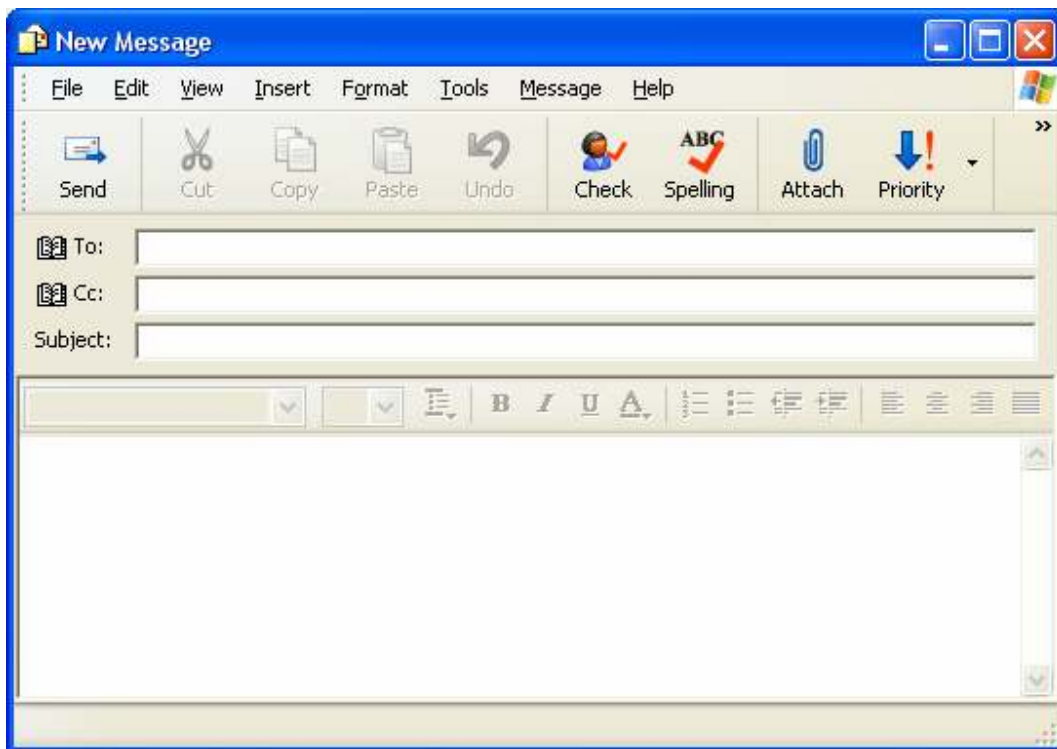 New Message
File Edit View Insert Format Tools Message Help
Send Cut Copy Paste Undo Check ABC Spelling Attach Priority »
To:
Cc:
Subject:
B I U A